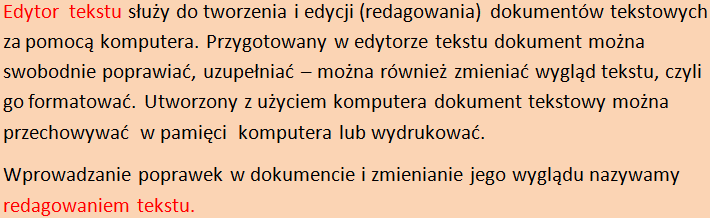 Edytor tekstu służy do tworzenia i edycji (redagowania) dokumentów tekstowych
za pomocą komputera. Przygotowany w edytorze tekstu dokument można
swobodnie poprawiać, uzupełniać – można również zmieniać wygląd tekstu, czyli
go formatować. Utworzony z użyciem komputera dokument tekstowy można
przechowywać w pamięci komputera lub wydrukować.
Wprowadzanie poprawek w dokumencie i zmienianie jego wyglądu nazywamy
redagowaniem tekstu.